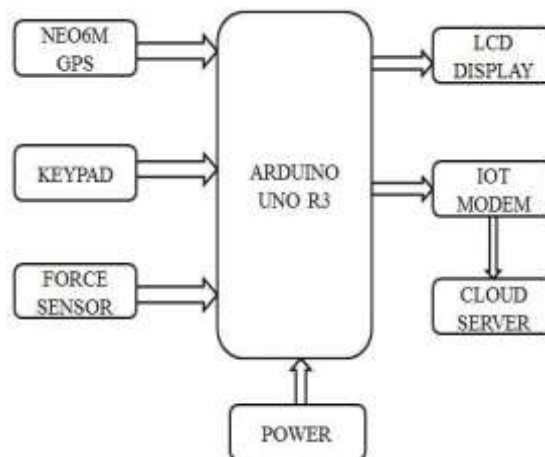 NEO6M
GPS
LCD
DISPLAY
KEYPAD
ARDUINO
UNO R3
IOT
MODEM
FORCE
SENSOR
CLOUD
SERVER
POWER